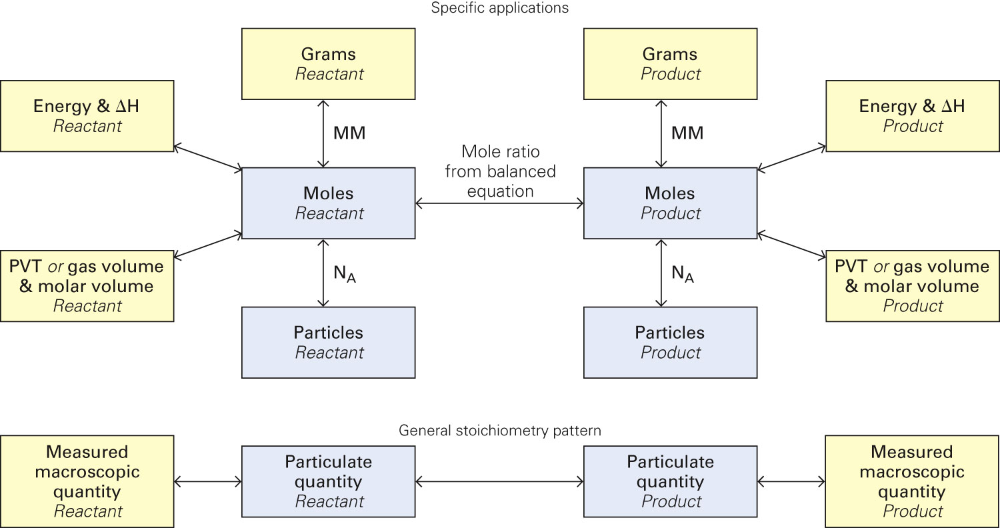 Specific applications
Grams
Reactant
Grams
Product
Energy & ΔH
Reactant
Energy & ΔH
Product
MM
MM
Mole ratio
from balanced
equation
Moles
Reactant
Moles
Product
PVT or gas volume
& molar volume
Reactant
PVT or gas volume
& molar volume
Product
NA
NA
Particles
Reactant
Particles
Product
General stoichiometry pattern
Measured
macroscopic
quantity
Reactant
Particulate
quantity
Reactant
Particulate
quantity
Product
Measured
macroscopic
quantity
Product